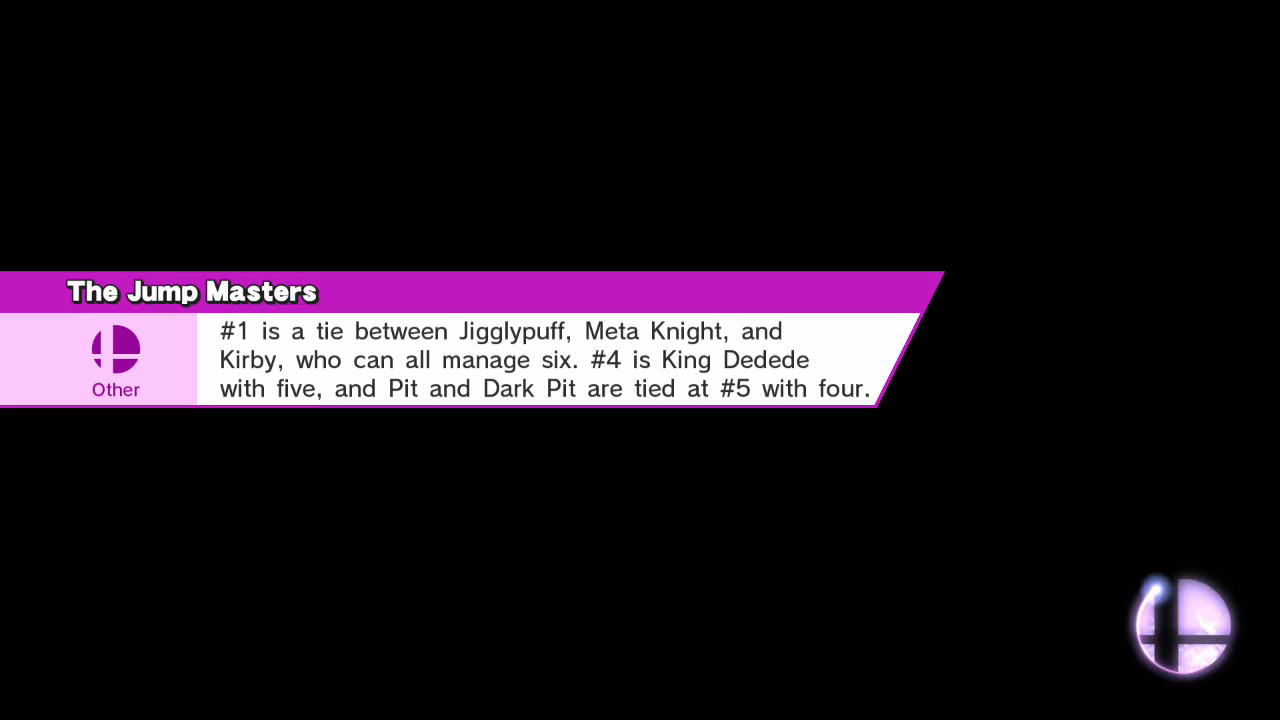 The Jump Masters
#1 is a tie between Jigglypuff, Meta Knight, and
Kirby, who can all manage six. #4 is King Dedede
with five, and Pit and Dark Pit are tied at #5 with four.
Other